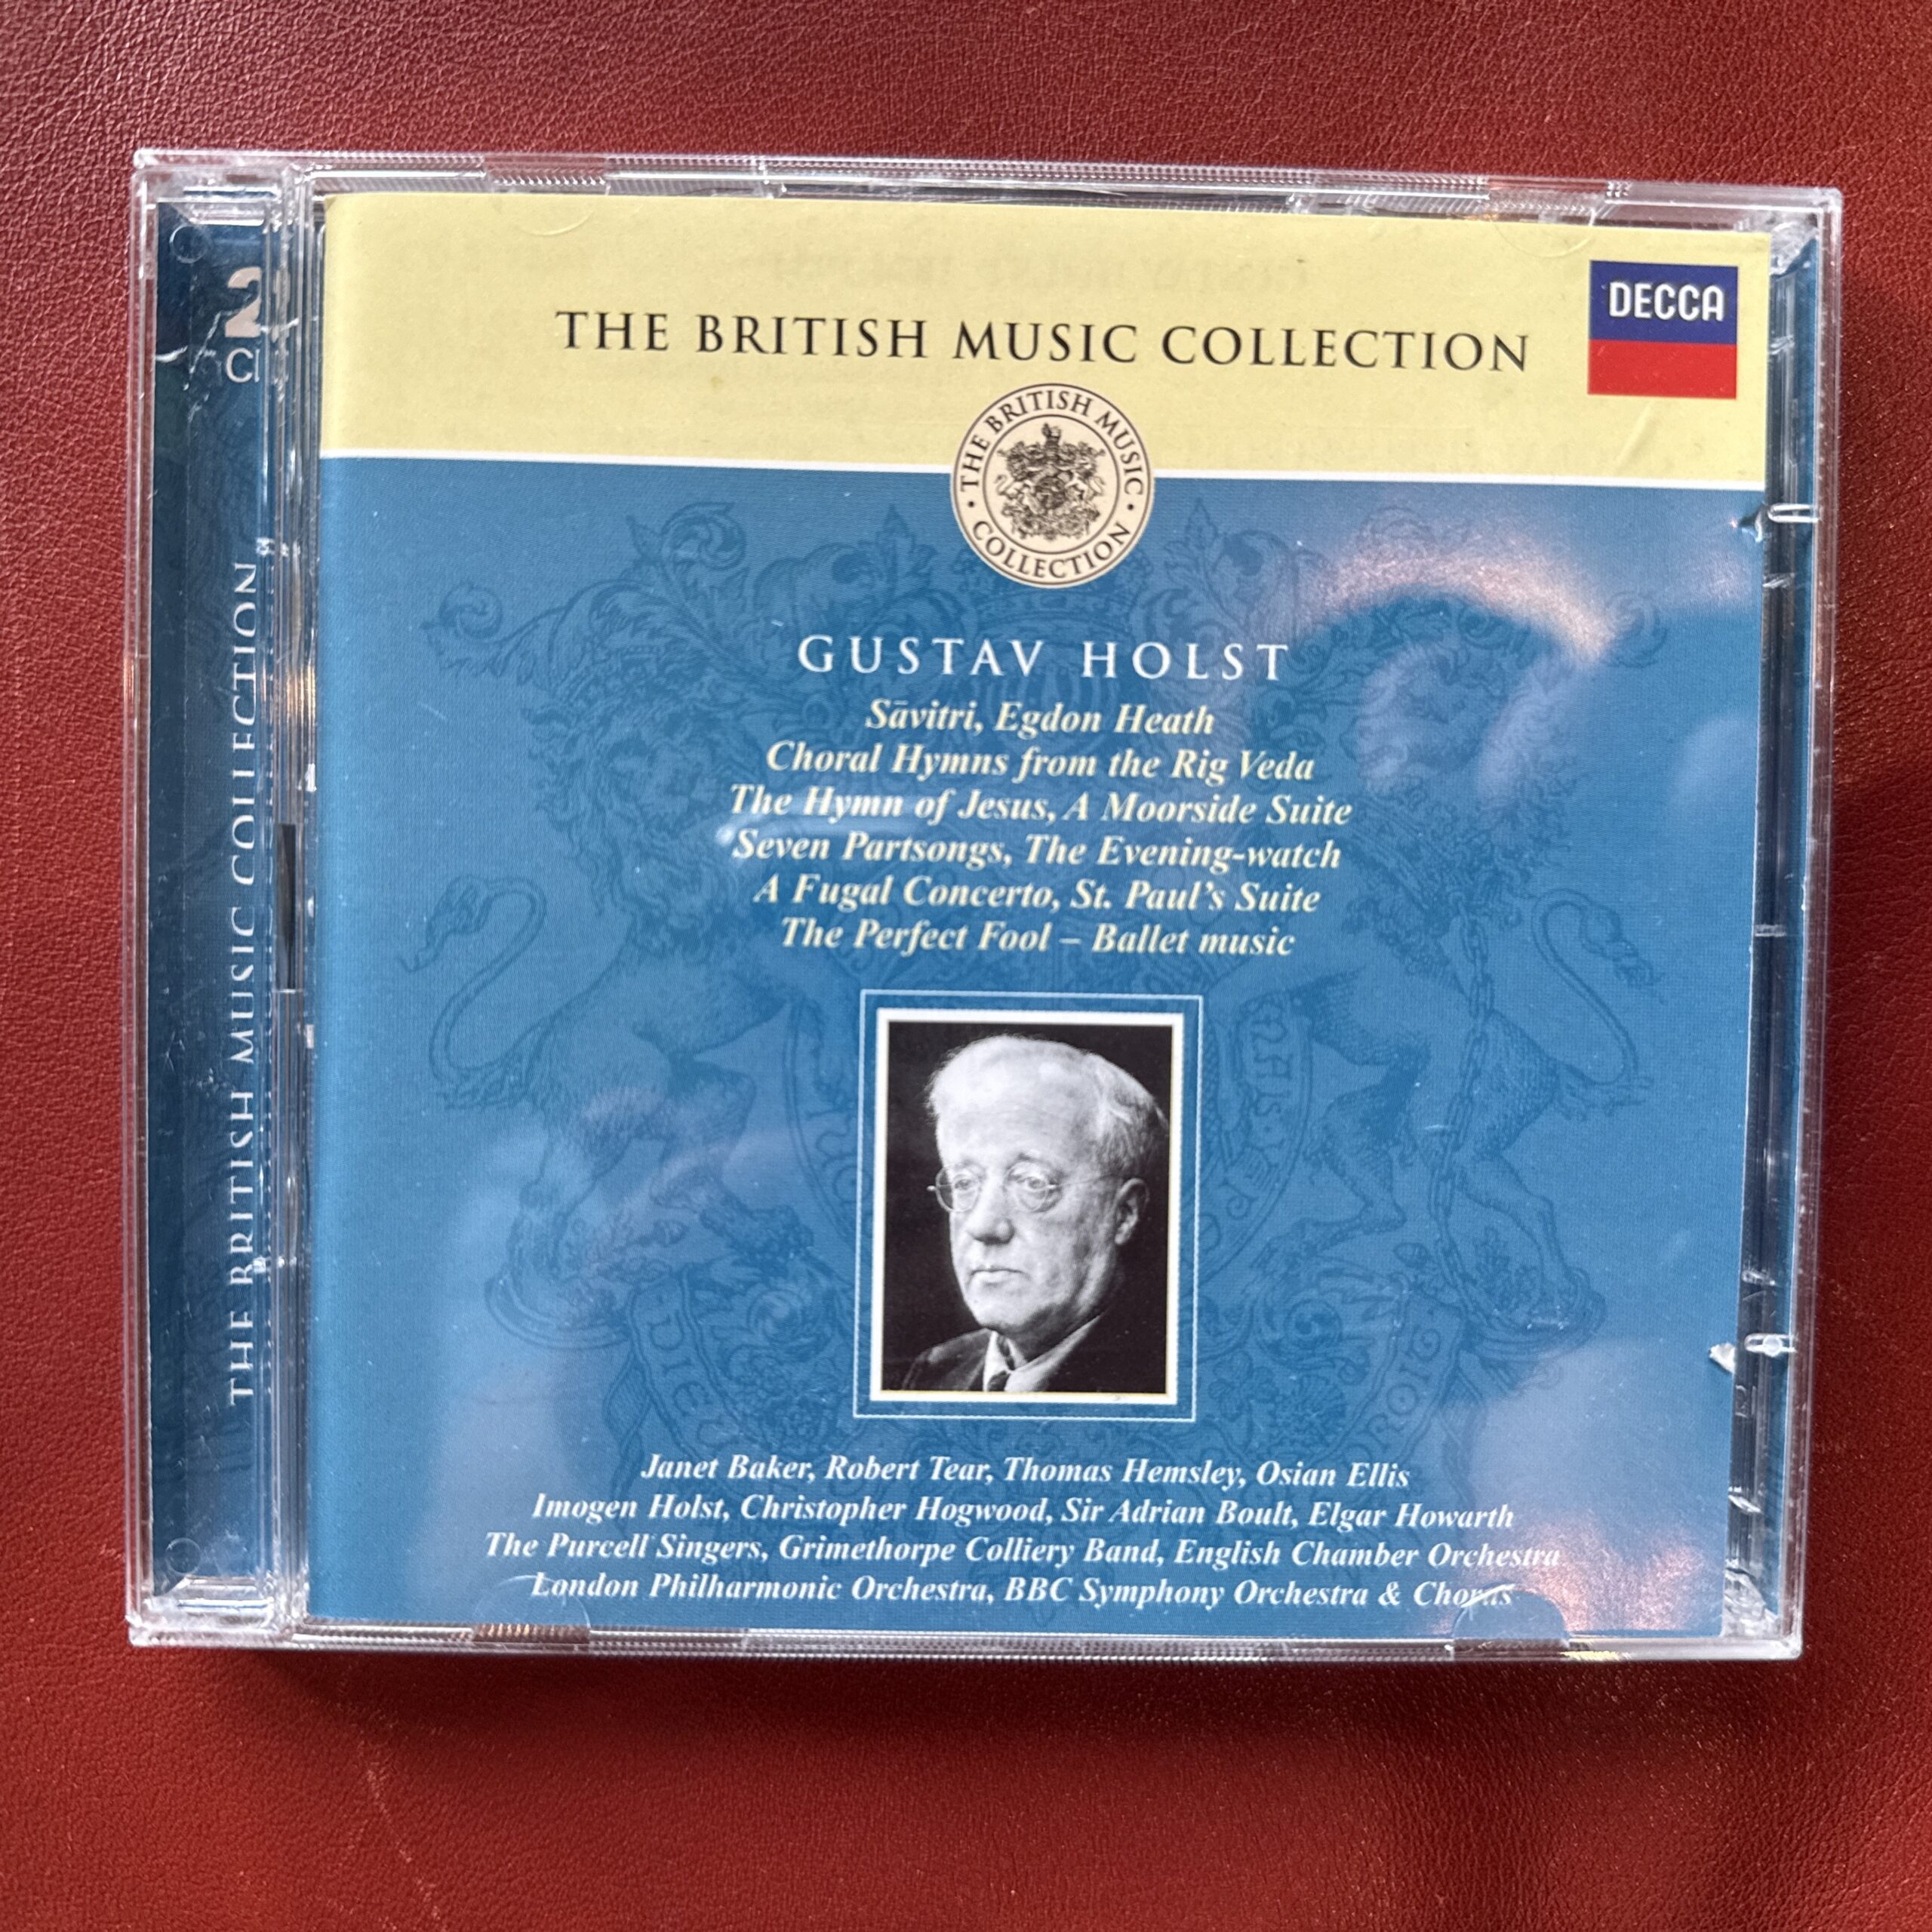 THE BRITISH MUSIC COLLECTION
DECCA
THE BRITISH MUSIC
COLLECTION
GUSTAV HOLST
Sāvitri, Egdon Heath
Choral Hymns from the Rig Veda
The Hymn of Jesus, A Moorside Suite
Seven Partsongs, The Evening-watch
A Fugal Concerto, St. Paul's Suite
The Perfect Fool – Ballet music
Janet Baker, Robert Tear, Thomas Hemsley, Osian Ellis
Imogen Holst, Christopher Hogwood, Sir Adrian Boult, Elgar Howarth
The Purcell Singers, Grimethorpe Colliery Band, English Chamber Orchestra
London Philharmonic Orchestra, BBC Symphony Orchestra & Chorus
2
THE BRITISH MUSIC COLLECTION